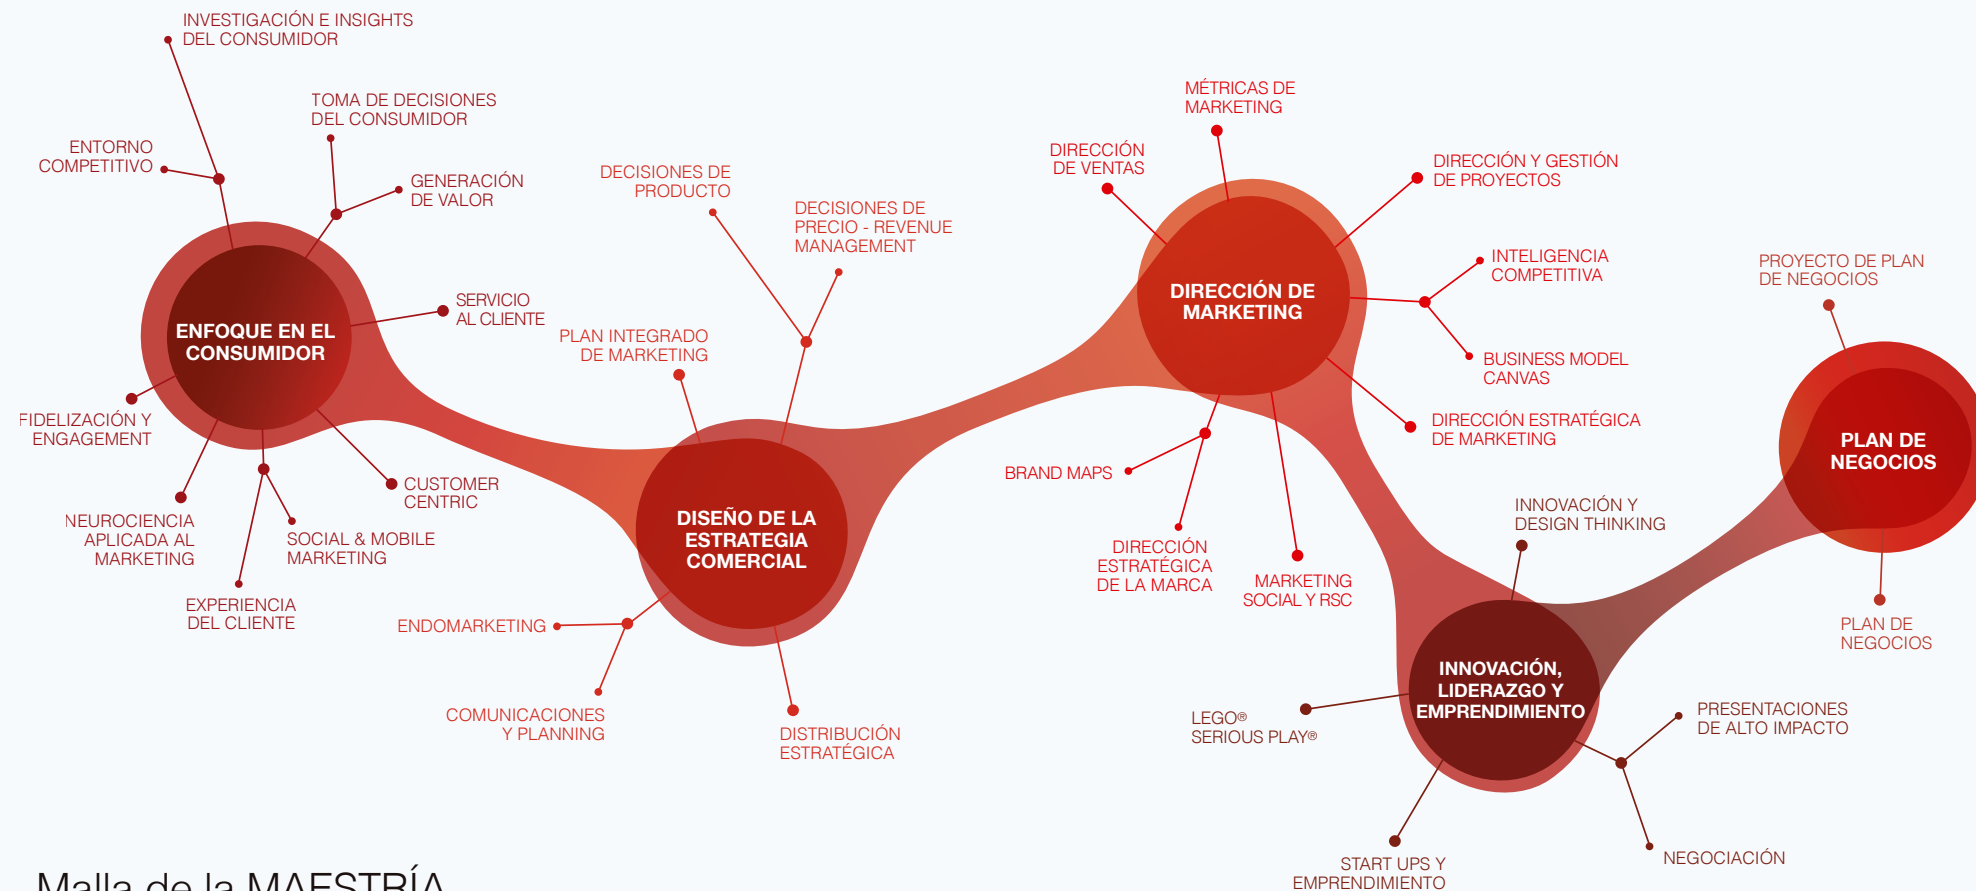 INVESTIGACIÓN E INSIGHTS
DEL CONSUMIDOR
TOMA DE DECISIONES
DEL CONSUMIDOR
ENTORNO
COMPETITIVO
GENERACIÓN
DE VALOR
SERVICIO
AL CLIENTE
ENFOQUE EN EL
CONSUMIDOR
FIDELIZACIÓN Y
ENGAGEMENT
CUSTOMER
CENTRIC
NEUROCIENCIA
APLICADA AL
MARKETING
SOCIAL & MOBILE
MARKETING
EXPERIENCIA
DEL CLIENTE
DECISIONES DE
PRODUCTO
DECISIONES DE
PRECIO - REVENUE
MANAGEMENT
PLAN INTEGRADO
DE MARKETING
DISEÑO DE LA
ESTRATEGIA
COMERCIAL
ENDOMARKETING
COMUNICACIONES
Y PLANNING
DISTRIBUCIÓN
ESTRATÉGICA
MÉTRICAS DE
MARKETING
DIRECCIÓN
DE VENTAS
DIRECCIÓN Y GESTIÓN
DE PROYECTOS
INTELIGENCIA
COMPETITIVA
DIRECCIÓN DE
MARKETING
BUSINESS MODEL
CANVAS
DIRECCIÓN ESTRATÉGICA
DE MARKETING
BRAND MAPS
DIRECCIÓN
ESTRATÉGICA
DE LA MARCA
MARKETING
SOCIAL Y RSC
INNOVACIÓN Y
DESIGN THINKING
INNOVACIÓN,
LIDERAZGO Y
EMPRENDIMIENTO
LEGO®
SERIOUS PLAY®
PRESENTACIONES
DE ALTO IMPACTO
NEGOCIACIÓN
START UPS Y
EMPRENDIMIENTO
PROYECTO DE PLAN
DE NEGOCIOS
PLAN DE
NEGOCIOS
PLAN DE
NEGOCIOS
Malla de la MAESTRÍA